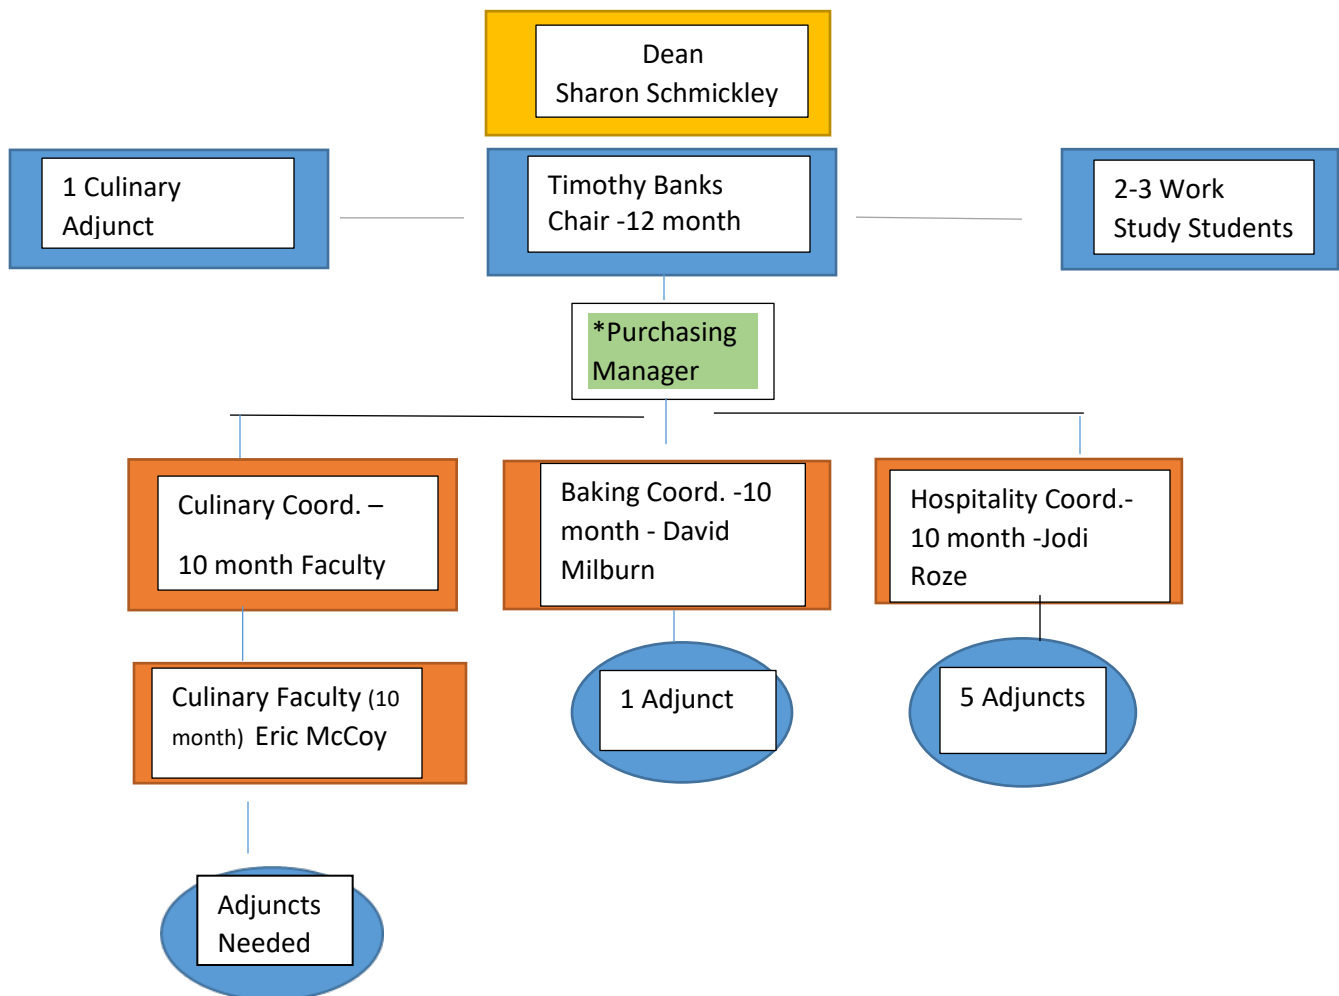 Dean
Sharon Schmickley
1 Culinary
Adjunct
Timothy Banks
Chair -12 month
2-3 Work
Study Students
*Purchasing
Manager
Culinary Coord. –
10 month Faculty
Baking Coord. -10
month - David
Milburn
Hospitality Coord.-
10 month -Jodi
Roze
Culinary Faculty (10
month) Eric McCoy
1 Adjunct
5 Adjuncts
Adjuncts
Needed